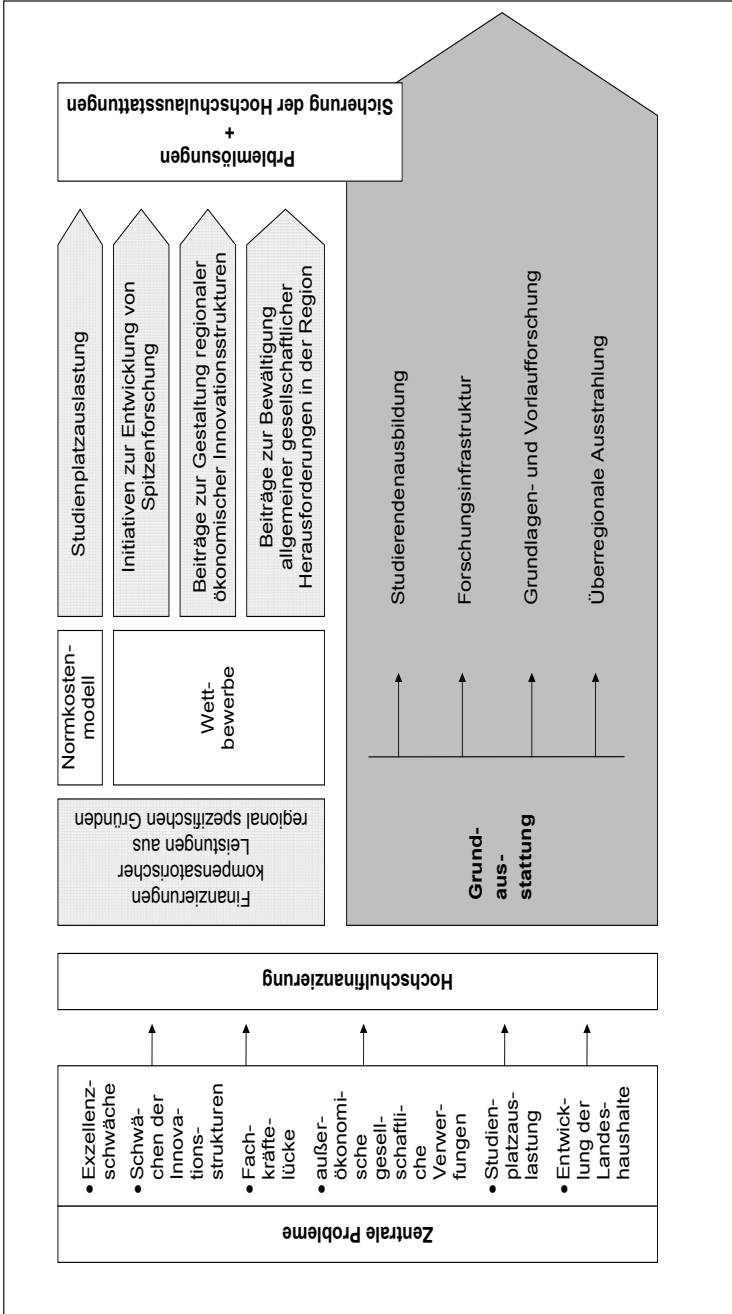 Zentrale Probleme
• Exzellenz-
schwäche
• Schwä-
chen der
Innova-
tions-
strukturen
• Fach-
kräfte-
lücke
• außer-
ökonomi-
sche
gesell-
schaftli-
che
Verwer-
fungen
• Studien-
platzaus-
lastung
• Entwick-
lung der
Landes-
haushalte
Hochschulfinanzierung
Finanzierungen
kompensatorischer
Leistungen aus
regional spezifischen Gründen
Normkosten-
modell
Wett-
bewerbe
Studienplatzauslastung
Initiativen zur Entwicklung von
Spitzenforschung
Beiträge zur Gestaltung regionaler
ökonomischer Innovationsstrukturen
Beiträge zur Bewältigung
allgemeiner gesellschaftlicher
Herausforderungen in der Region
Grund-
aus-
stattung
Studierendenausbildung
Forschungsinfrastruktur
Grundlagen- und Vorlaufforschung
Überregionale Ausstrahlung
Prblemlösungen
+
Sicherung der Hochschulausstattungen